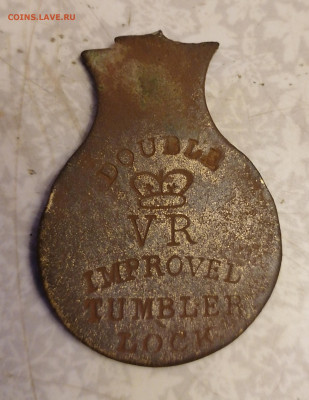 COINS.LAVE.RU
DOUBLE
VR
IMPROVED
TUMBLER
LOCK